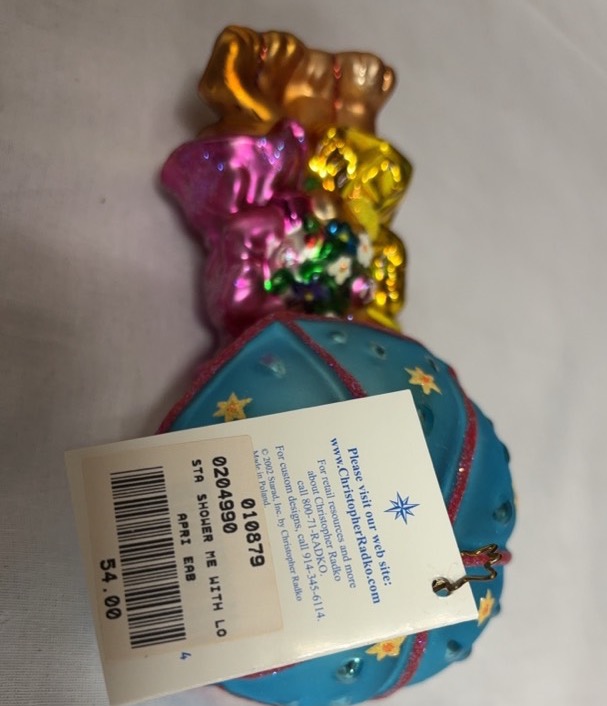 Please visit our web site:
www.ChristopherRadko.com
For retail resources and more
about Christopher Radko
call 800-71-RADKO.
For custom designs, call 914-345-6114.
© 2002 Starad, Inc. by Christopher Radko
Made in Poland
010879
0204990
STA SHOWER ME WITH LO
APRI EAB
54.00
4